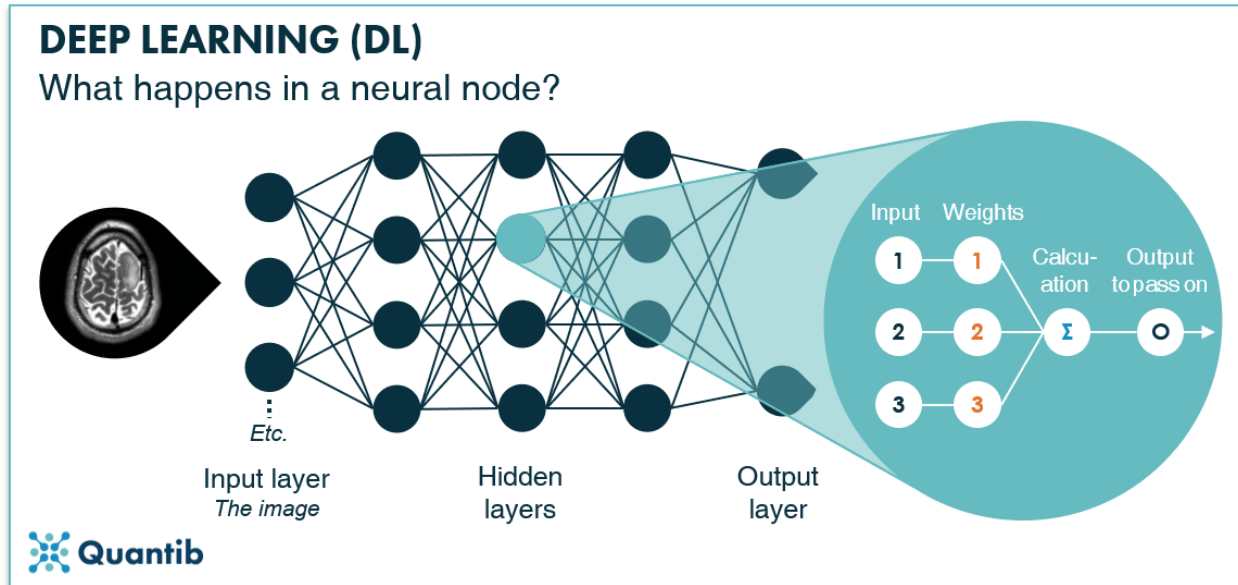 DEEP LEARNING (DL)
What happens in a neural node?
Input
Weights
1
1
Calcu-
ation
Output
to pass on
2
2
Σ
O
3
3
Etc.
Input layer
The image
Hidden
layers
Output
layer
Quantib